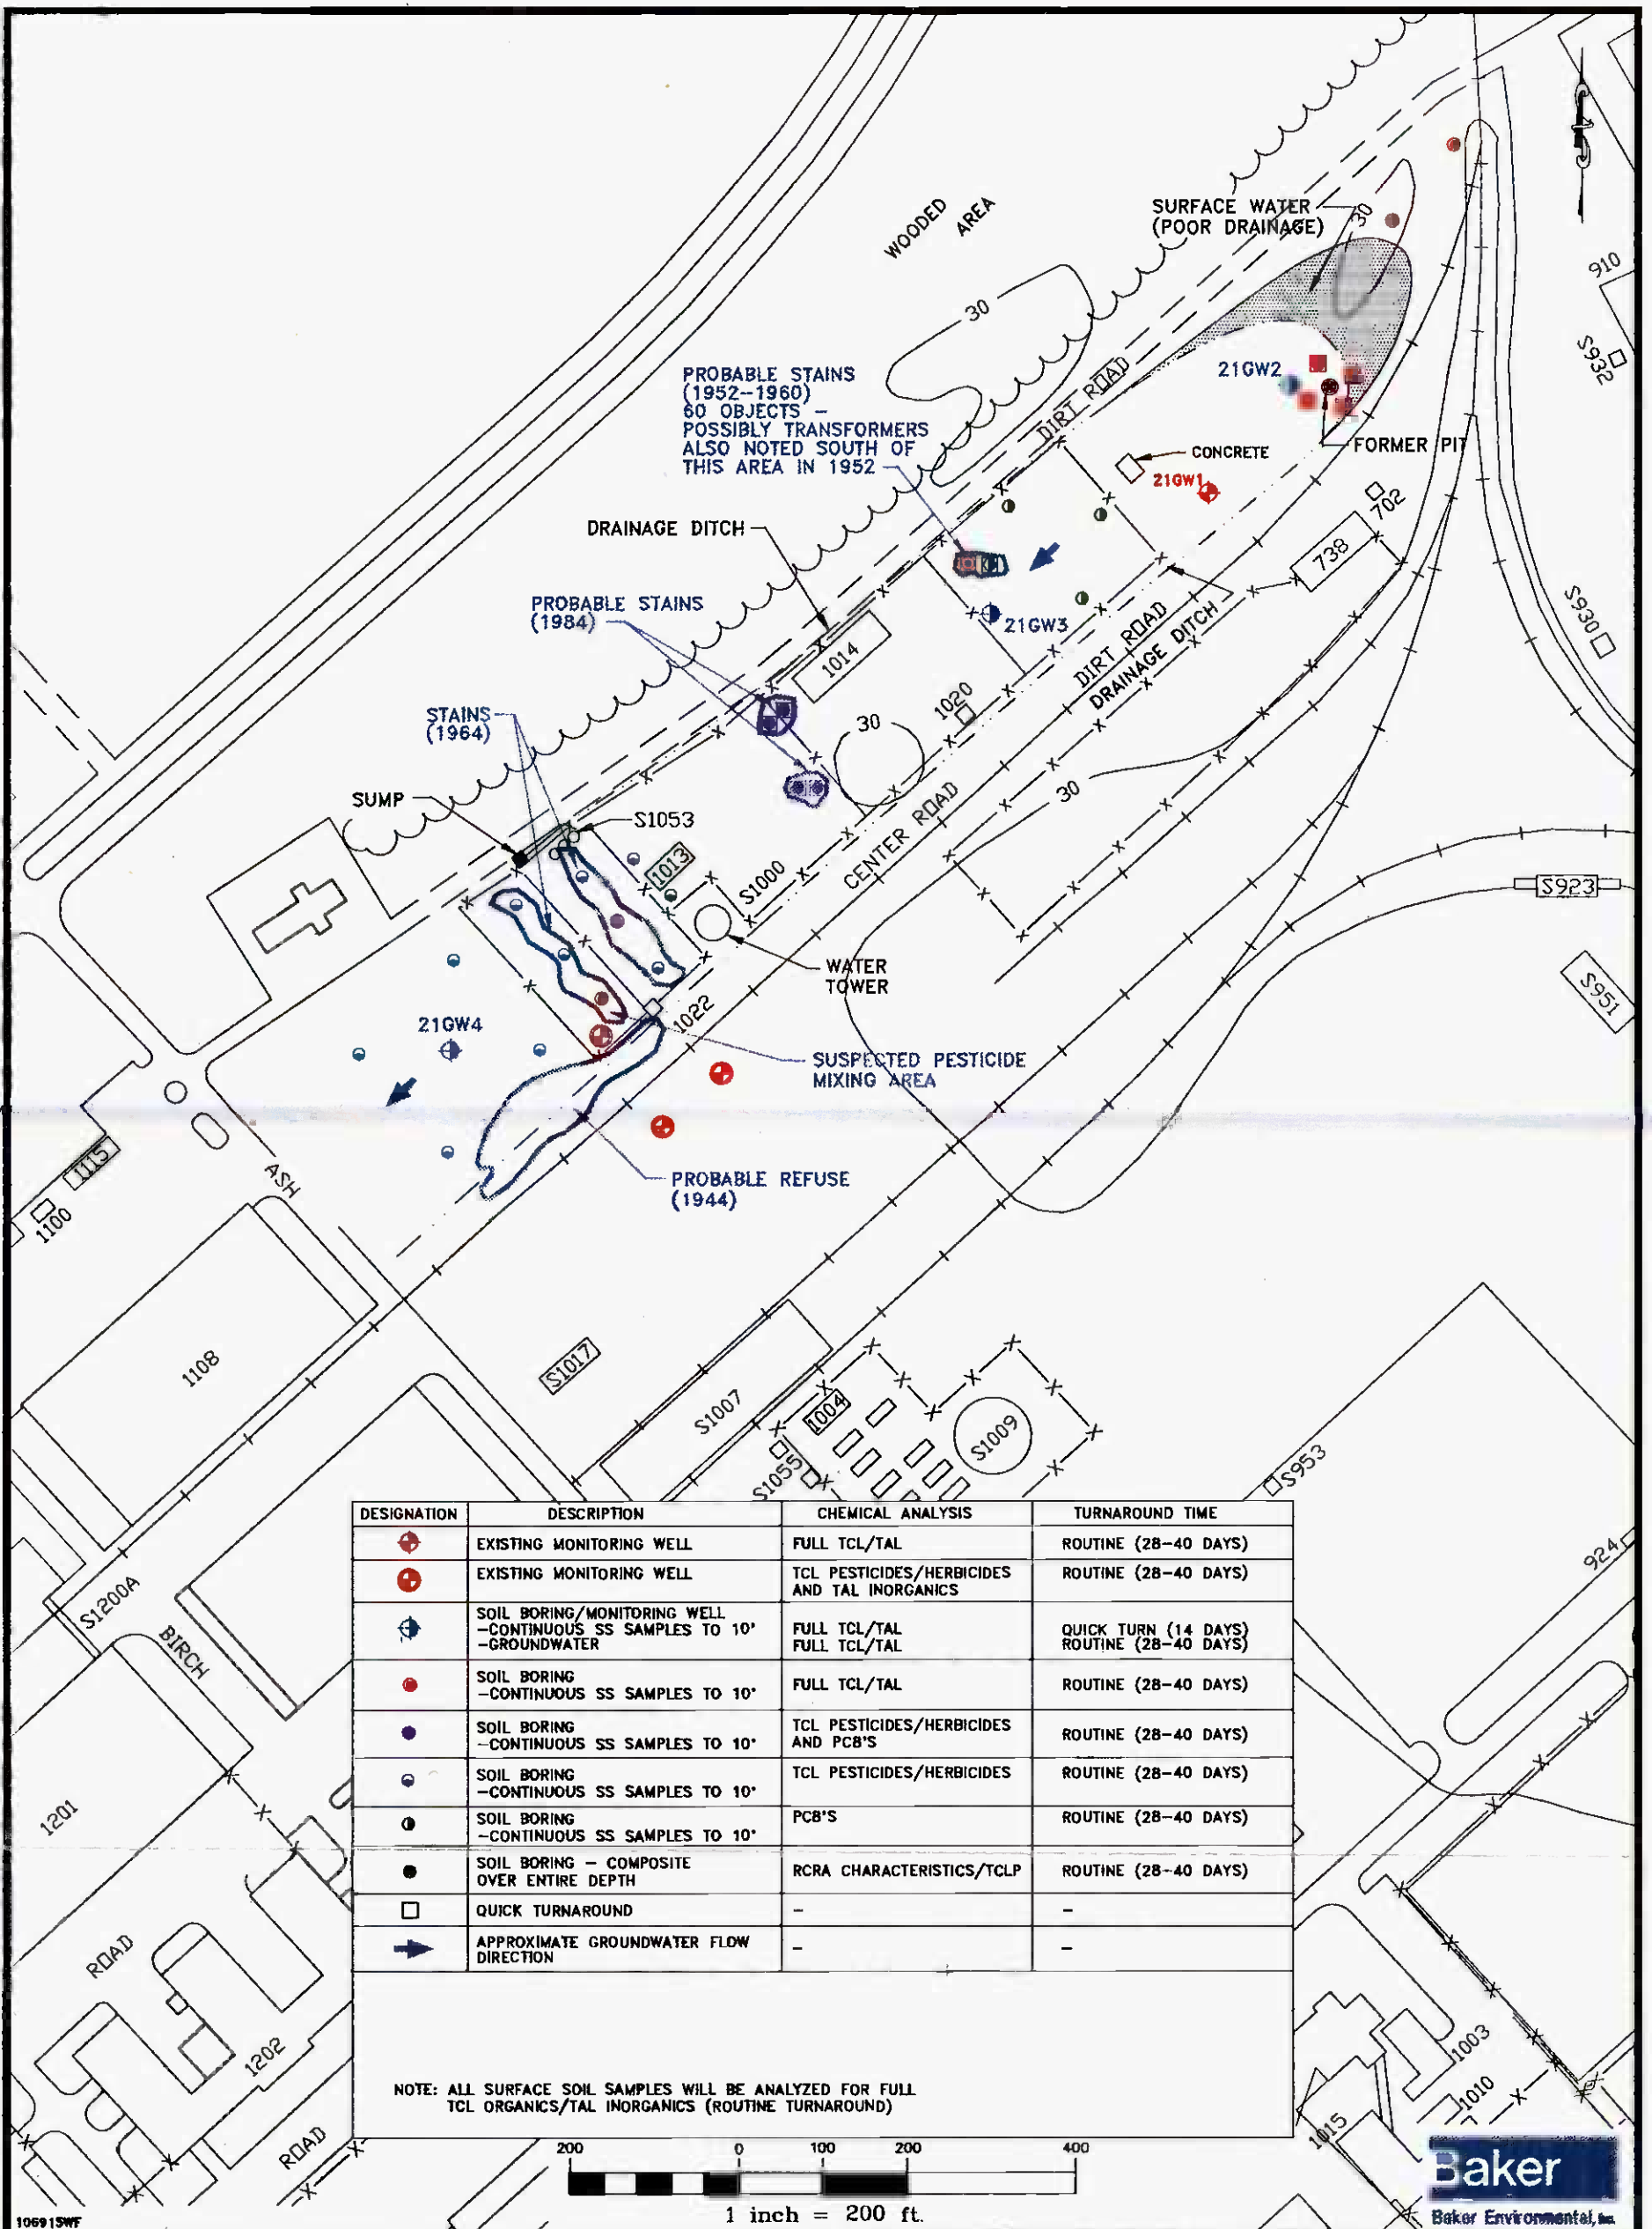 WOODED
AREA
SURFACE WATER
(POOR DRAINAGE)
30
910
S932
30
PROBABLE STAINS
(1952-1960)
60 OBJECTS -
POSSIBLY TRANSFORMERS
ALSO NOTED SOUTH OF
THIS AREA IN 1952
DIRT ROAD
21GW2
FORMER PIT
CONCRETE
21GW1
702
738
DRAINAGE DITCH
PROBABLE STAINS
(1984)
21GW3
1014
DIRT ROAD
DRAINAGE DITCH
S930
1020
30
30
STAINS
(1964)
SUMP
S1053
1013
S1000
CENTER ROAD
S923
WATER
TOWER
S951
21GW4
1022
SUSPECTED PESTICIDE
MIXING AREA
PROBABLE REFUSE
(1944)
1115
1100
ASH
1108
S1017
S1007
1004
S1009
S1055
S953
924
S1200A
BIRCH
1201
ROAD
1202
ROAD
1003
1010
1015
DESIGNATION DESCRIPTION CHEMICAL ANALYSIS TURNAROUND TIME
EXISTING MONITORING WELL FULL TCL/TAL ROUTINE (28-40 DAYS)
EXISTING MONITORING WELL TCL PESTICIDES/HERBICIDES ROUTINE (28-40 DAYS)
AND TAL INORGANICS
SOIL BORING/MONITORING WELL
-CONTINUOUS SS SAMPLES TO 10' FULL TCL/TAL QUICK TURN (14 DAYS)
-GROUNDWATER FULL TCL/TAL ROUTINE (28-40 DAYS)
SOIL BORING FULL TCL/TAL ROUTINE (28-40 DAYS)
-CONTINUOUS SS SAMPLES TO 10'
SOIL BORING TCL PESTICIDES/HERBICIDES ROUTINE (28-40 DAYS)
-CONTINUOUS SS SAMPLES TO 10' AND PCB'S
SOIL BORING TCL PESTICIDES/HERBICIDES ROUTINE (28-40 DAYS)
-CONTINUOUS SS SAMPLES TO 10'
SOIL BORING PCB'S ROUTINE (28-40 DAYS)
-CONTINUOUS SS SAMPLES TO 10'
SOIL BORING - COMPOSITE RCRA CHARACTERISTICS/TCLP ROUTINE (28-40 DAYS)
OVER ENTIRE DEPTH
QUICK TURNAROUND - -
APPROXIMATE GROUNDWATER FLOW - -
DIRECTION
NOTE: ALL SURFACE SOIL SAMPLES WILL BE ANALYZED FOR FULL
TCL ORGANICS/TAL INORGANICS (ROUTINE TURNAROUND)
200 0 100 200 400
1 inch = 200 ft.
106915WF
Baker
Baker Environmental, Inc.